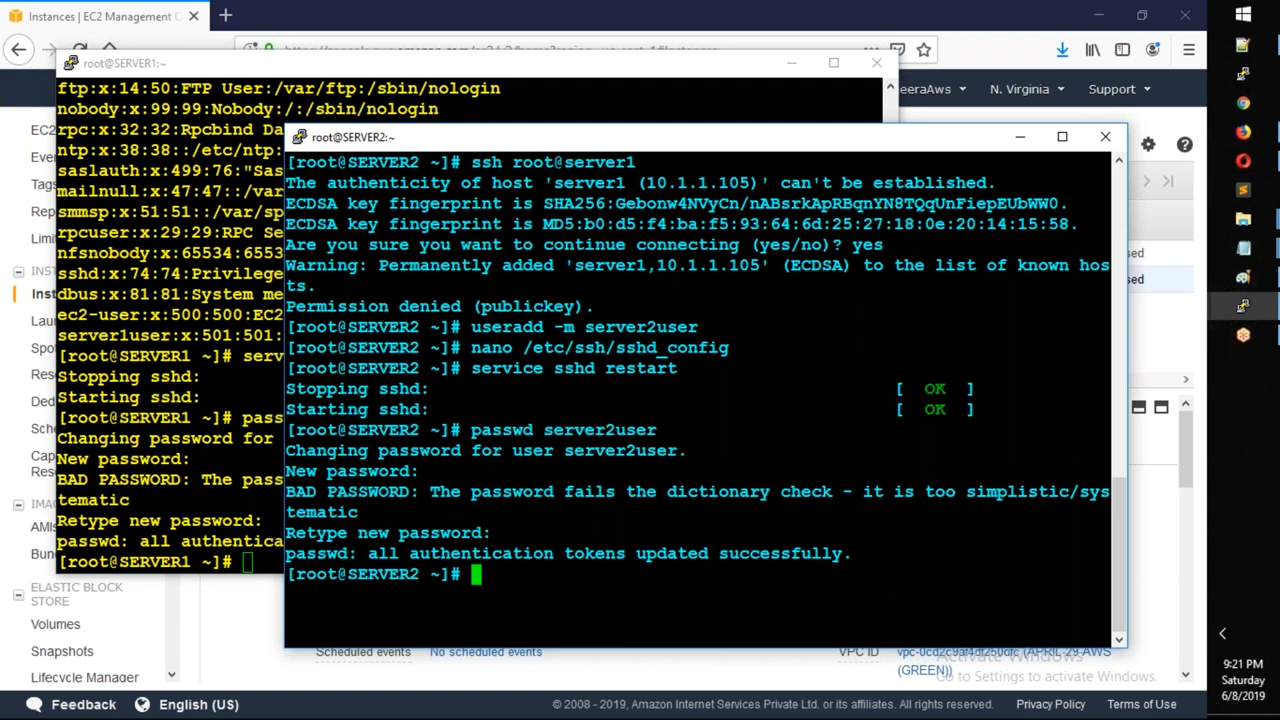 Instances | EC2 Management C
root@SERVER1:~
eeraAws
N. Virginia
Support
EC2
Eve
Tags
Rep
Limit
INST
Inst
Lau
Spot
Res
Ded
Sch
Cap
Res
IMA
AMIs
Bun
ELASTIC BLOCK
STORE
Volumes
Snapshots
Lifecycle Manager
ftp:x:14:50:FTP User:/var/ftp:/sbin/nologin
nobody:x:99:99:Nobody:/:/sbin/nologin
rpc:x:32:32:Rpcbind Da
ntp:x:38:38::/etc/ntp:
saslauth:x:499:76:"Sas
mailnull:x:47:47::/var
smmsp:x:51:51::/var/sp
rpcuser:x:29:29:RPC Se
nfsnobody:x:65534:6553
sshd:x:74:74:Privilege
dbus:x:81:81:System me
ec2-user:x:500:500:EC2
server1user:x:501:501:
[root@SERVER1 ~]# serv
Stopping sshd:
Starting sshd:
[root@SERVER1 ~]# pass
Changing password for
New password:
BAD PASSWORD: The pass
tematic
Retype new password:
passwd: all authentica
[root@SERVER1 ~]#
root@SERVER2:~
[root@SERVER2 ~]# ssh root@server1
The authenticity of host 'server1 (10.1.1.105)' can't be established.
ECDSA key fingerprint is SHA256:Gebonw4NVyCn/nABsrkApRBqnYN8TQqUnFiepEUbWW0.
ECDSA key fingerprint is MD5:b0:d5:f4:ba:f5:93:64:6d:25:27:18:0e:20:14:15:58.
Are you sure you want to continue connecting (yes/no)? yes
Warning: Permanently added 'server1,10.1.1.105' (ECDSA) to the list of known hos
ts.
Permission denied (publickey).
[root@SERVER2 ~]# useradd -m server2user
[root@SERVER2 ~]# nano /etc/ssh/sshd_config
[root@SERVER2 ~]# service sshd restart
Stopping sshd: [ OK ]
Starting sshd: [ OK ]
[root@SERVER2 ~]# passwd server2user
Changing password for user server2user.
New password:
BAD PASSWORD: The password fails the dictionary check - it is too simplistic/sys
tematic
Retype new password:
passwd: all authentication tokens updated successfully.
[root@SERVER2 ~]#
sed
sed
Scheduled events
No scheduled events
VPC ID
vpc-0cd2c9af4df250dfc (APRIL-29-AWS
(GREEN))
Activate Windows
Go to Settings to activate Windows.
Feedback
English (US)
© 2008 - 2019, Amazon Internet Services Private Ltd. or its affiliates. All rights reserved.
Privacy Policy
Terms of Use
9:21 PM
Saturday
6/8/2019